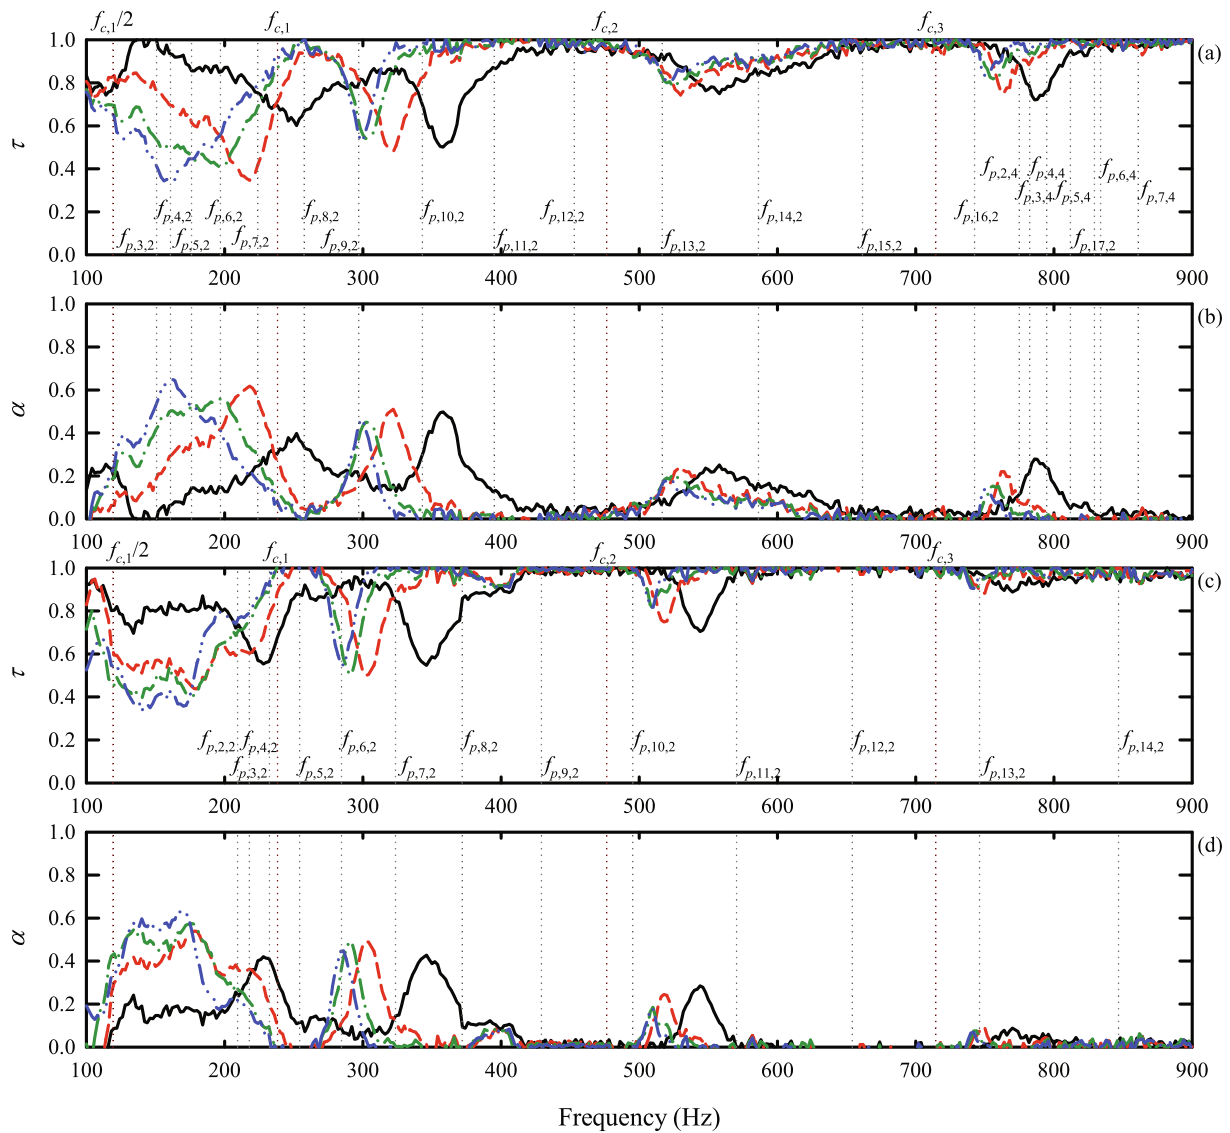 f_{c,1}/2 f_{c,1} f_{c,2} f_{c,3}
1.0 (a)
0.8
0.6
τ
0.4
f_{p,2,4} f_{p,4,4} f_{p,6,4}
f_{p,3,4} f_{p,5,4} f_{p,7,4}
0.2 f_{p,4,2} f_{p,6,2} f_{p,8,2} f_{p,10,2} f_{p,12,2} f_{p,14,2} f_{p,16,2}
f_{p,3,2} f_{p,5,2} f_{p,7,2} f_{p,9,2} f_{p,11,2} f_{p,13,2} f_{p,15,2} f_{p,17,2}
0.0
100 200 300 400 500 600 700 800 900
1.0 (b)
0.8
0.6
α
0.4
0.2
0.0
100 200 300 400 500 600 700 800 900
f_{c,1}/2 f_{c,1} f_{c,2} f_{c,3}
1.0 (c)
0.8
0.6
τ
0.4
0.2 f_{p,2,2} f_{p,4,2} f_{p,6,2} f_{p,8,2} f_{p,10,2} f_{p,12,2} f_{p,14,2}
f_{p,3,2} f_{p,5,2} f_{p,7,2} f_{p,9,2} f_{p,11,2} f_{p,13,2}
0.0
100 200 300 400 500 600 700 800 900
1.0 (d)
0.8
0.6
α
0.4
0.2
0.0
100 200 300 400 500 600 700 800 900
Frequency (Hz)